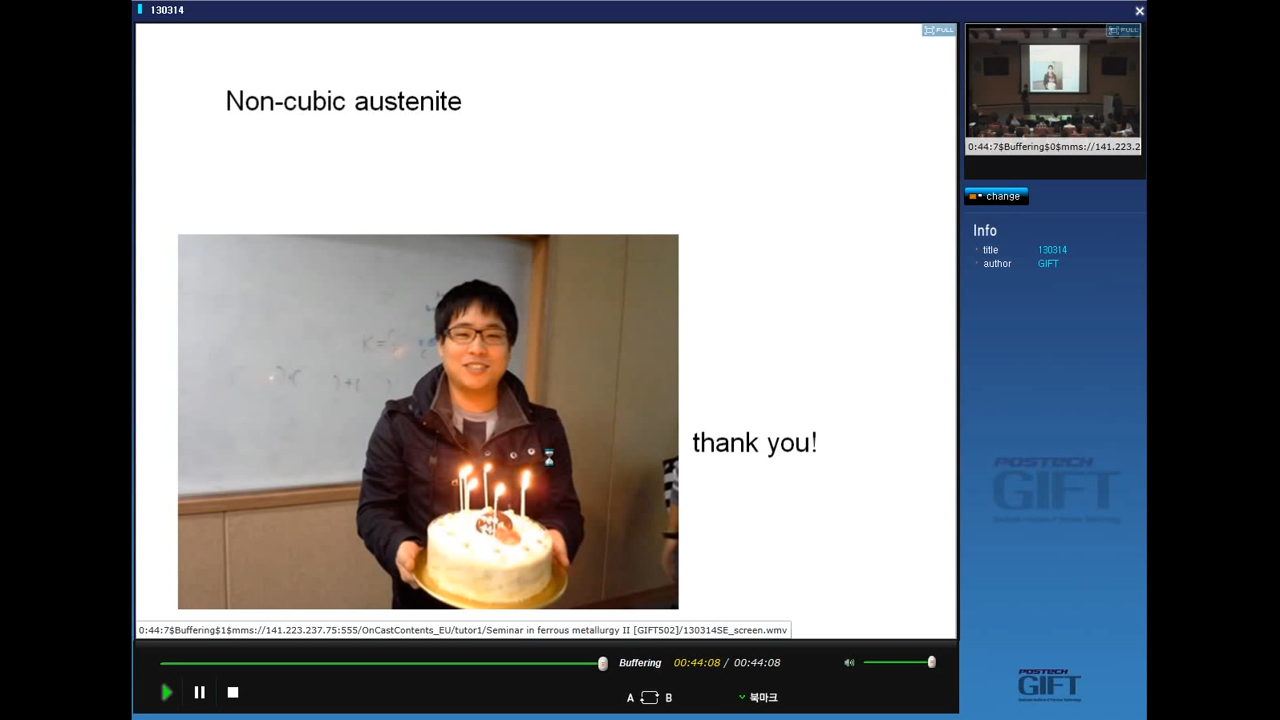 130314
FULL
Non-cubic austenite
thank you!
0:44:7$Buffering$1$mms://141.223.237.75:555/OnCastContents_EU/tutor1/Seminar in ferrous metallurgy II [GIFT502]/130314SE_screen.wmv
Buffering 00:44:08 / 00:44:08
A B
북마크
FULL
0:44:7$Buffering$0$mms://141.223.2
change
Info
title 130314
author GIFT
POSTECH
GIFT
POSTECH
GIFT